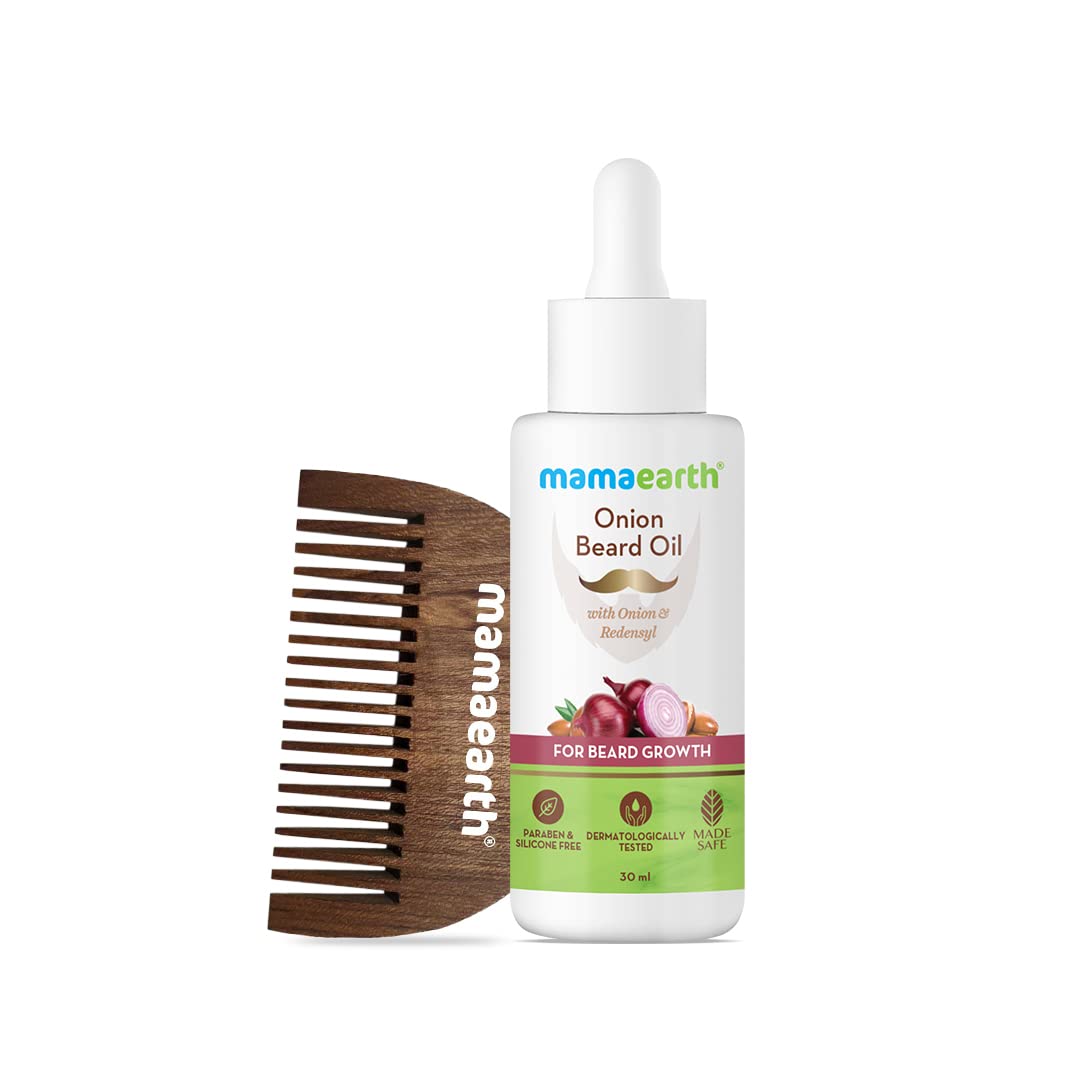 mamaearth®
mamaearth®
Onion
Beard Oil
with Onion &
Redensyl
FOR BEARD GROWTH
PARABEN &
SILICONE FREE
DERMATOLOGICALLY
TESTED
MADE
SAFE
30 ml